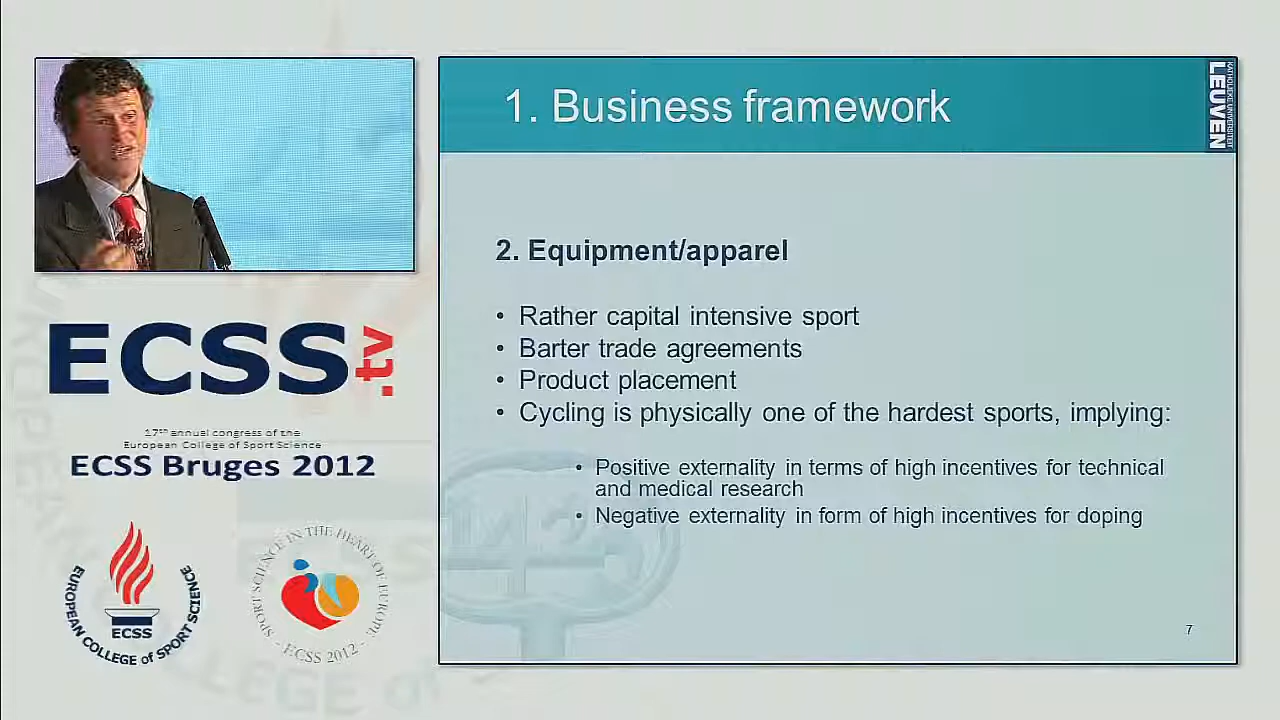 1. Business framework
KATHOLIEKE UNIVERSITEIT
LEUVEN
2. Equipment/apparel
• Rather capital intensive sport
• Barter trade agreements
• Product placement
• Cycling is physically one of the hardest sports, implying:
• Positive externality in terms of high incentives for technical
and medical research
• Negative externality in form of high incentives for doping
7
ECSS.tv
17th annual congress of the
European College of Sport Science
ECSS Bruges 2012
EUROPEAN COLLEGE of SPORT SCIENCE
ECSS
SPORT SCIENCE IN THE HEART OF EUROPE
- ECSS 2012 -